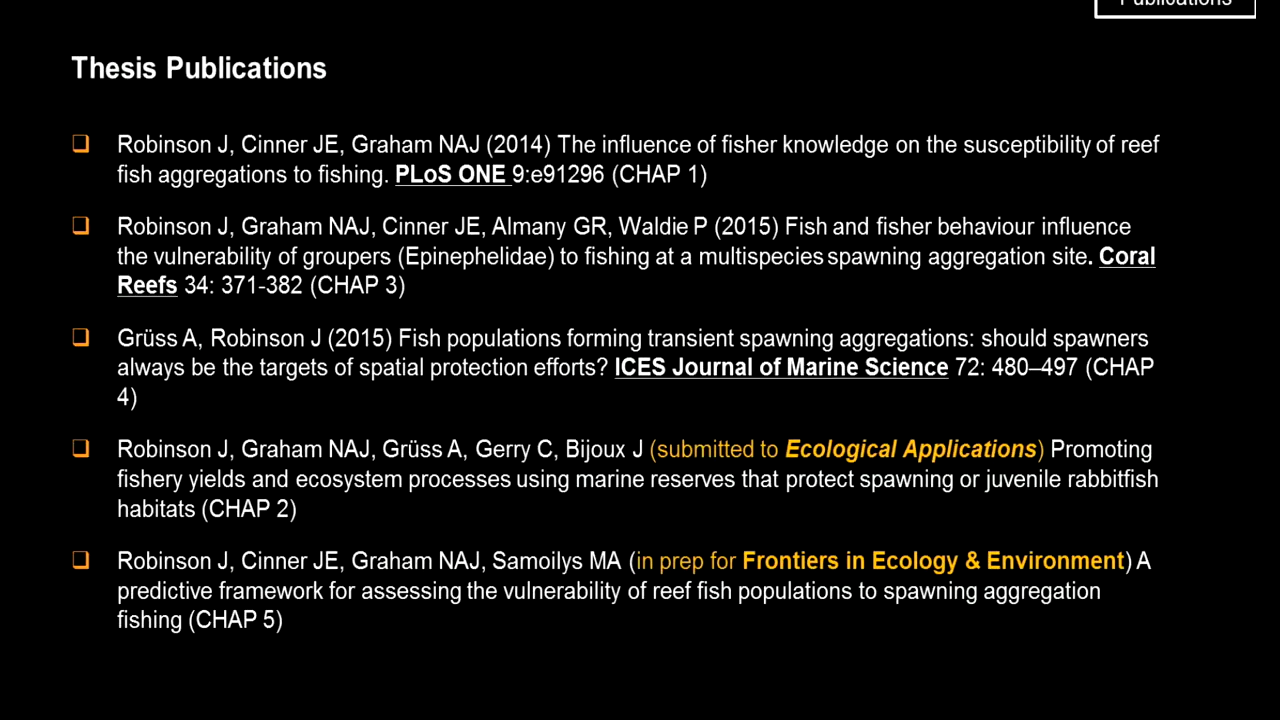 Publications
Thesis Publications
Robinson J, Cinner JE, Graham NAJ (2014) The influence of fisher knowledge on the susceptibility of reef
fish aggregations to fishing. PLoS ONE 9:e91296 (CHAP 1)
Robinson J, Graham NAJ, Cinner JE, Almany GR, Waldie P (2015) Fish and fisher behaviour influence
the vulnerability of groupers (Epinephelidae) to fishing at a multispecies spawning aggregation site. Coral
Reefs 34: 371-382 (CHAP 3)
Grüss A, Robinson J (2015) Fish populations forming transient spawning aggregations: should spawners
always be the targets of spatial protection efforts? ICES Journal of Marine Science 72: 480–497 (CHAP
4)
Robinson J, Graham NAJ, Grüss A, Gerry C, Bijoux J (submitted to Ecological Applications) Promoting
fishery yields and ecosystem processes using marine reserves that protect spawning or juvenile rabbitfish
habitats (CHAP 2)
Robinson J, Cinner JE, Graham NAJ, Samoilys MA (in prep for Frontiers in Ecology & Environment) A
predictive framework for assessing the vulnerability of reef fish populations to spawning aggregation
fishing (CHAP 5)